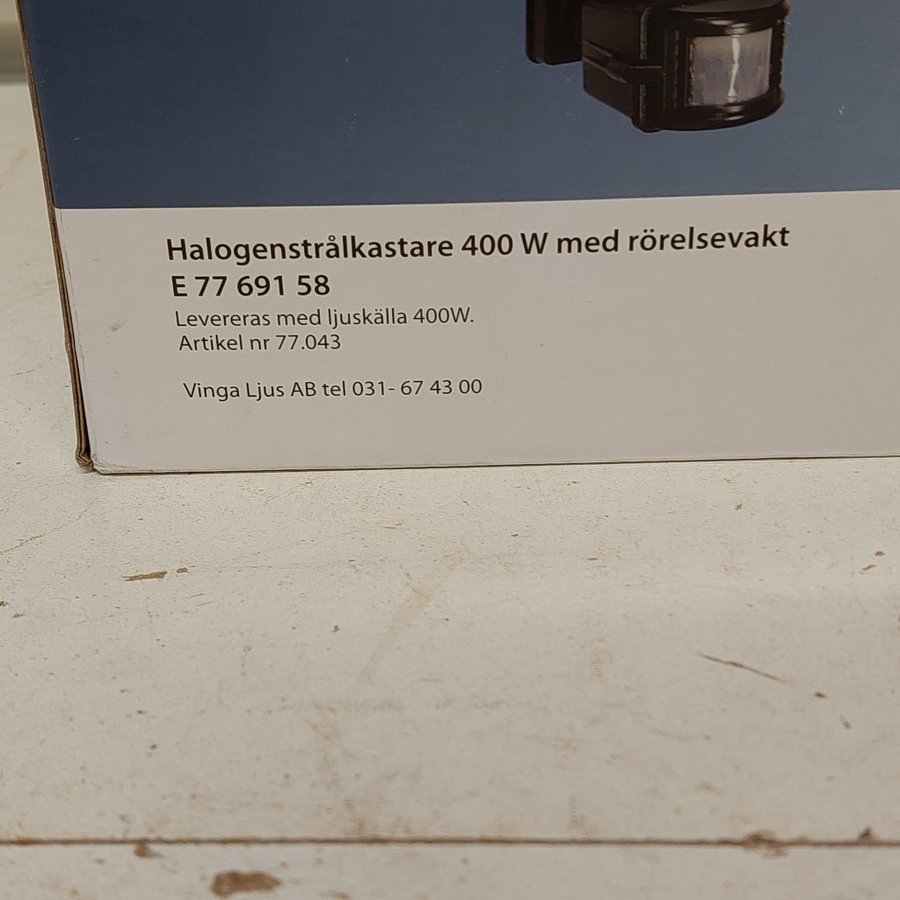 Halogenstrålkastare 400 W med rörelsevakt
E 77 691 58
Levereras med ljuskälla 400W.
Artikel nr 77.043
Vinga Ljus AB tel 031- 67 43 00